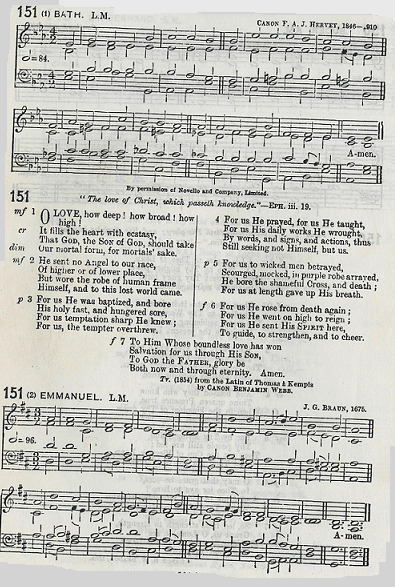 151 (1) BATH. L.M.
CANON F. A. J. HERVEY, 1846—1910
♩=84.
A-men.
By permission of Novello and Company, Limited.
151
"The love of Christ, which passeth knowledge."—EPH. iii. 19.
mf 1 O LOVE, how deep! how broad! how
high!
cr It fills the heart with ecstasy,
That GOD, the SON of GOD, should take
dim Our mortal form, for mortals' sake.
mf 2 He sent no Angel to our race,
Of higher or of lower place,
But wore the robe of human frame
Himself, and to this lost world came.
p 3 For us He was baptized, and bore
His holy fast, and hungered sore,
For us temptation sharp He knew;
For us, the tempter overthrew.
4 For us He prayed, for us He taught,
For us His daily works He wrought,
By words, and signs, and actions, thus
Still seeking not Himself, but us.
p 5 For us to wicked men betrayed,
Scourged, mocked, in purple robe arrayed,
He bore the shameful Cross, and death;
For us at length gave up His breath.
f 6 For us He rose from death again;
For us He went on high to reign;
For us He sent His SPIRIT here,
To guide, to strengthen, and to cheer.
f 7 To Him Whose boundless love has won
Salvation for us through His SON,
To GOD the FATHER, glory be
Both now and through eternity. Amen.
Tr. (1854) from the Latin of Thomas à Kempis
by CANON BENJAMIN WEBB.
151 (2) EMMANUEL. L.M.
J. G. BRAUN, 1675.
♩=96.
A-men.